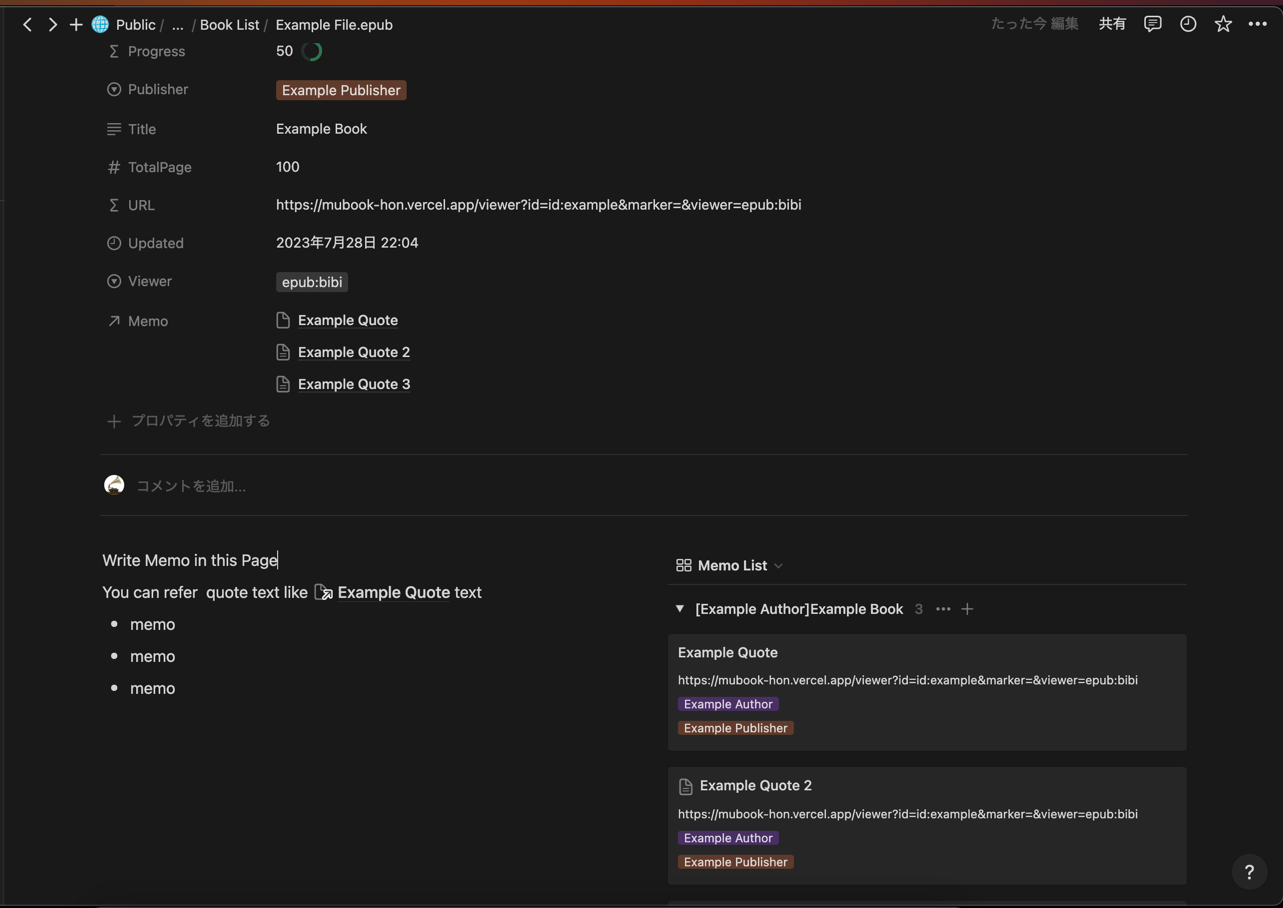 Public / ... / Book List / Example File.epub たった今 編集 共有
Progress 50
Publisher Example Publisher
Title Example Book
TotalPage 100
URL https://mubook-hon.vercel.app/viewer?id=id:example&marker=&viewer=epub:bibi
Updated 2023年7月28日 22:04
Viewer epub:bibi
Memo Example Quote
Example Quote 2
Example Quote 3
プロパティを追加する
コメントを追加...
Write Memo in this Page
You can refer  quote text like Example Quote text
• memo
• memo
• memo
Memo List
[Example Author]Example Book 3
Example Quote
https://mubook-hon.vercel.app/viewer?id=id:example&marker=&viewer=epub:bibi
Example Author
Example Publisher
Example Quote 2
https://mubook-hon.vercel.app/viewer?id=id:example&marker=&viewer=epub:bibi
Example Author
Example Publisher
?